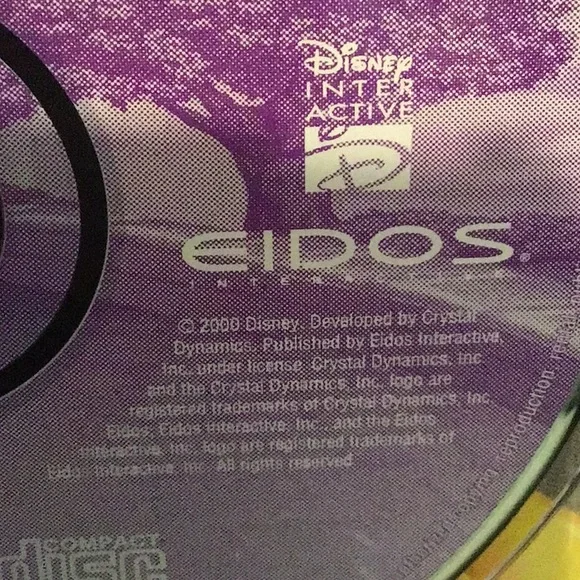 Disney
INTER
ACTIVE
D
EIDOS®
INTERACTIVE
© 2000 Disney. Developed by Crystal
Dynamics. Published by Eidos Interactive,
Inc. under license. Crystal Dynamics, Inc
and the Crystal Dynamics, Inc. logo are
registered trademarks of Crystal Dynamics, Inc.
Eidos, Eidos Interactive, Inc., and the Eidos
Interactive, Inc. logo are registered trademarks of
Eidos Interactive, Inc. All rights reserved.
reproduction,
COMPACT
disc